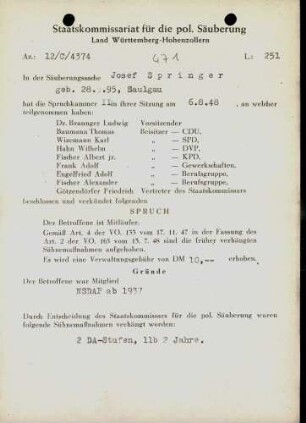 Staatskommissariat für die pol. Säuberung
Land Württemberg-Hohenzollern
Az.: 12/C/4374 471 L.: 251
In der Säuberungssache Josef Springer
geb. 28. .95, Saulgau
hat die Spruchkammer II in ihrer Sitzung am 6.8.48 , an welcher
teilgenommen haben:
Dr. Beaunger Ludwig Vorsitzender
Baumann Thomas Beisitzer — CDU,
Wizemann Karl „ — SPD,
Hahn Wilhelm „ — DVP,
Fischer Albert jr. „ — KPD,
Frank Adolf „ — Gewerkschaften,
Engelfried Adolf „ — Berufsgruppe,
Fischer Alexander „ — Berufsgruppe,
Götzendörfer Friedrich Vertreter des Staatskommissars
beschlossen und verkündet folgenden
SPRUCH
Der Betroffene ist Mitläufer.
Gemäß Art. 4 der VO. 133 vom 17. 11. 47 in der Fassung des
Art. 2 der VO. 165 vom 13. 7. 48 sind die früher verhängten
Sühnemaßnahmen aufgehoben.
Es wird eine Verwaltungsgebühr von DM 10,-- erhoben.
Gründe
Der Betroffene war Mitglied
NSDAP ab 1937
Durch Entscheidung des Staatskommissars für die pol. Säuberung waren
folgende Sühnemaßnahmen verhängt worden:
2 DA-Stufen, 11b 2 Jahre.